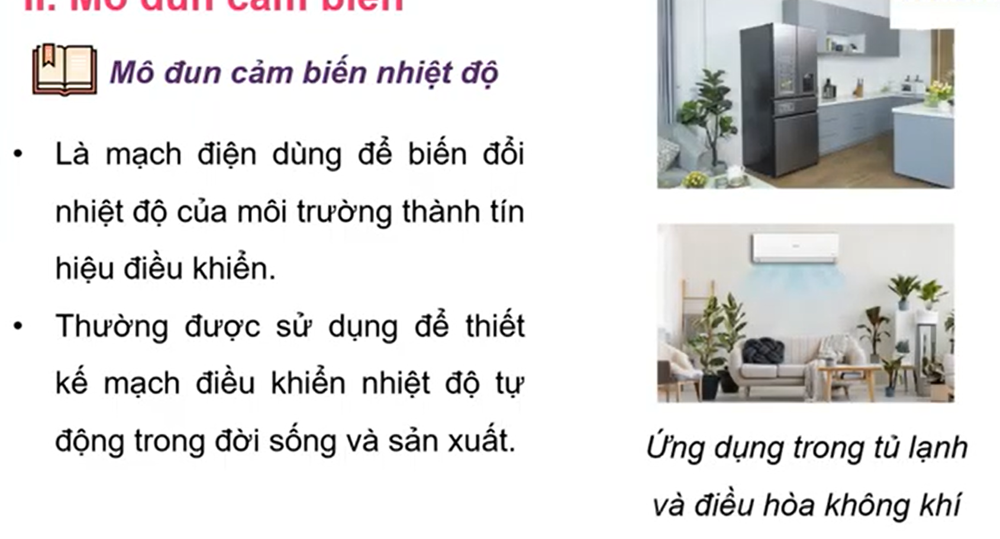 II. Mô đun cảm biến
Mô đun cảm biến nhiệt độ
• Là mạch điện dùng để biến đổi
nhiệt độ của môi trường thành tín
hiệu điều khiển.
• Thường được sử dụng để thiết
kế mạch điều khiển nhiệt độ tự
động trong đời sống và sản xuất.
Ứng dụng trong tủ lạnh
và điều hòa không khí